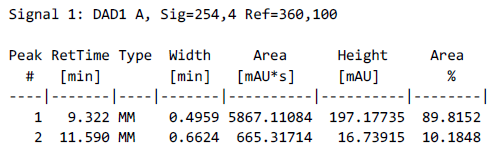 Signal 1: DAD1 A, Sig=254,4 Ref=360,100
Peak RetTime Type  Width     Area      Height     Area
  #   [min]        [min]   [mAU*s]     [mAU]        %
----|-------|----|-------|----------|----------|--------|
   1   9.322 MM    0.4959 5867.11084  197.17735  89.8152
   2  11.590 MM    0.6624  665.31714   16.73915  10.1848